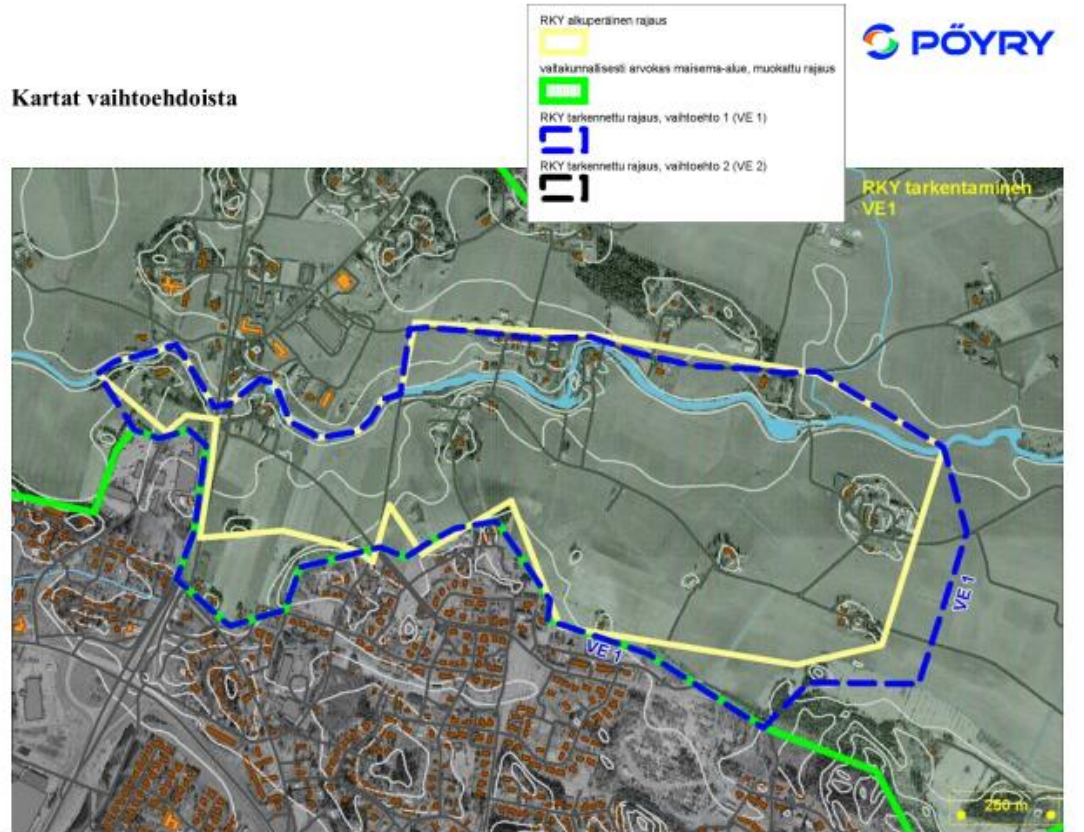 Kartat vaihtoehdoista
RKY alkuperäinen rajaus
valtakunnallisesti arvokas maisema-alue, muokattu rajaus
RKY tarkennettu rajaus, vaihtoehto 1 (VE 1)
RKY tarkennettu rajaus, vaihtoehto 2 (VE 2)
PÖYRY
RKY tarkentaminen
VE1
VE 1
VE 1
250 m